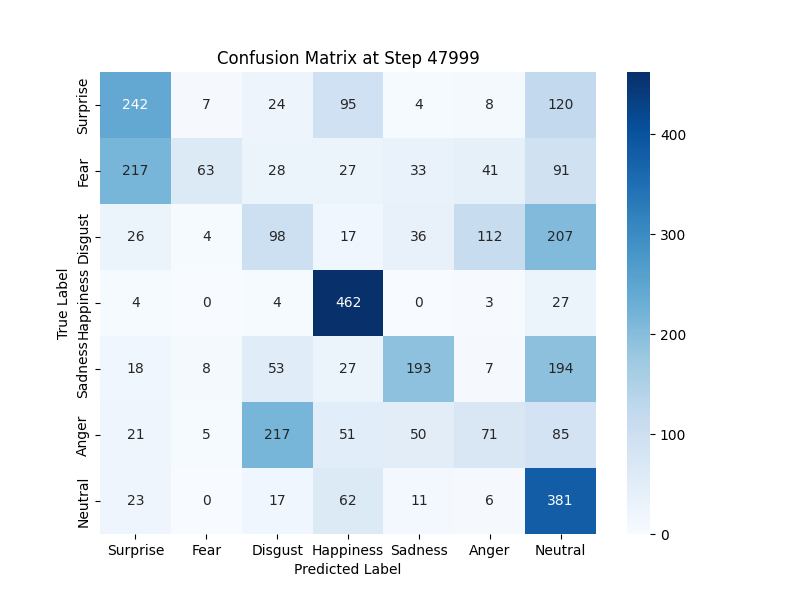 Confusion Matrix at Step 47999
True Label
Surprise 242 7 24 95 4 8 120
Fear 217 63 28 27 33 41 91
Disgust 26 4 98 17 36 112 207
Happiness 4 0 4 462 0 3 27
Sadness 18 8 53 27 193 7 194
Anger 21 5 217 51 50 71 85
Neutral 23 0 17 62 11 6 381
Surprise Fear Disgust Happiness Sadness Anger Neutral
Predicted Label
400
300
200
100
0